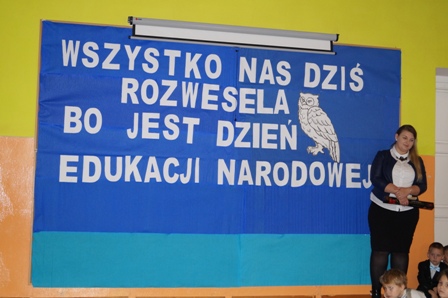 WSZYSTKO NAS DZIŚ
ROZWESELA
BO JEST DZIEŃ
EDUKACJI NARODOWEJ